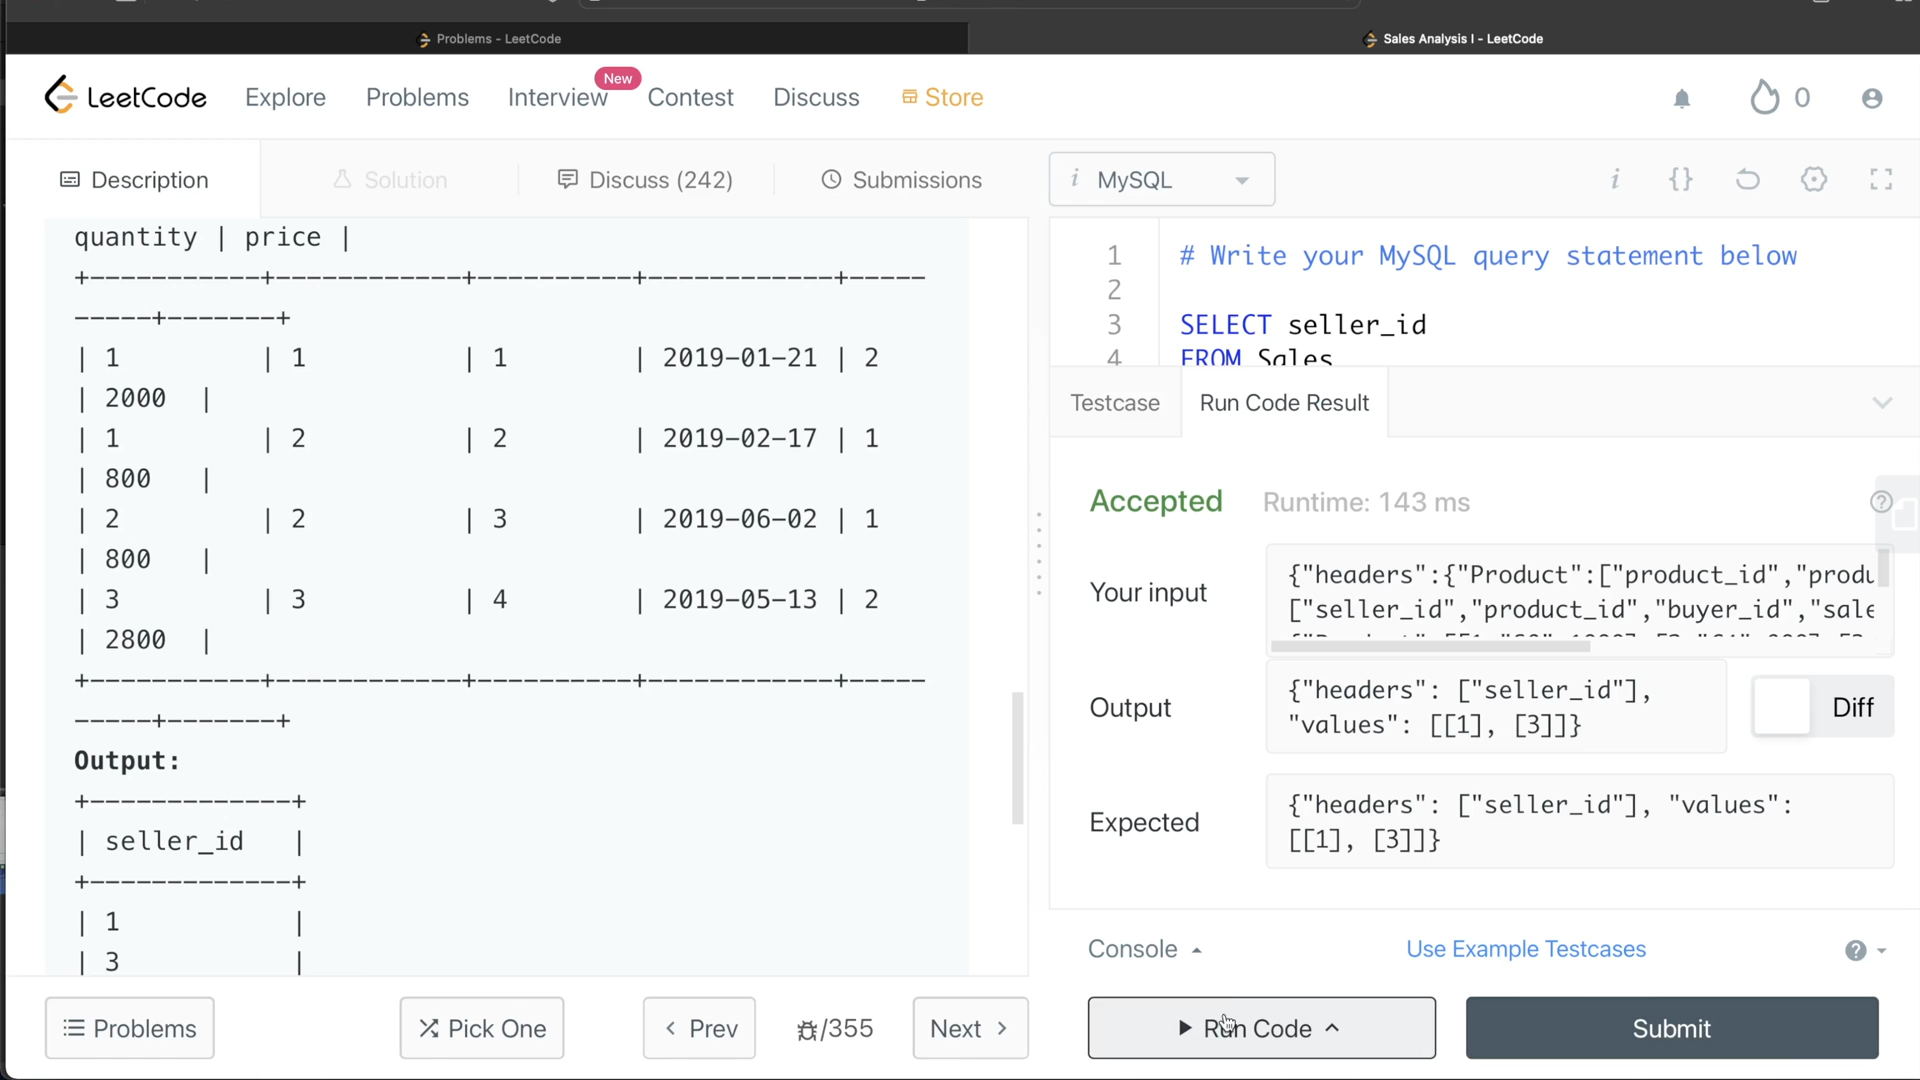 Problems - LeetCode
Sales Analysis I - LeetCode
LeetCode
Explore
Problems
Interview
New
Contest
Discuss
Store
0
Description
Solution
Discuss (242)
Submissions
i MySQL
i {}
quantity | price |
+-----------+------------+----------+------------+-----
-----+-------+
| 1 | 1 | 1 | 2019-01-21 | 2
| 2000 |
| 1 | 2 | 2 | 2019-02-17 | 1
| 800 |
| 2 | 2 | 3 | 2019-06-02 | 1
| 800 |
| 3 | 3 | 4 | 2019-05-13 | 2
| 2800 |
+-----------+------------+----------+------------+-----
-----+-------+
Output:
+-------------+
| seller_id |
+-------------+
| 1 |
| 3 |
1 # Write your MySQL query statement below
2
3 SELECT seller_id
4 FROM Sales
Testcase
Run Code Result
Accepted Runtime: 143 ms
Your input
{"headers":{"Product":["product_id","produ
["seller_id","product_id","buyer_id","sale
Output
{"headers": ["seller_id"],
"values": [[1], [3]]}
Diff
Expected
{"headers": ["seller_id"], "values":
[[1], [3]]}
Console
Use Example Testcases
Problems
Pick One
Prev
/355
Next
Run Code
Submit